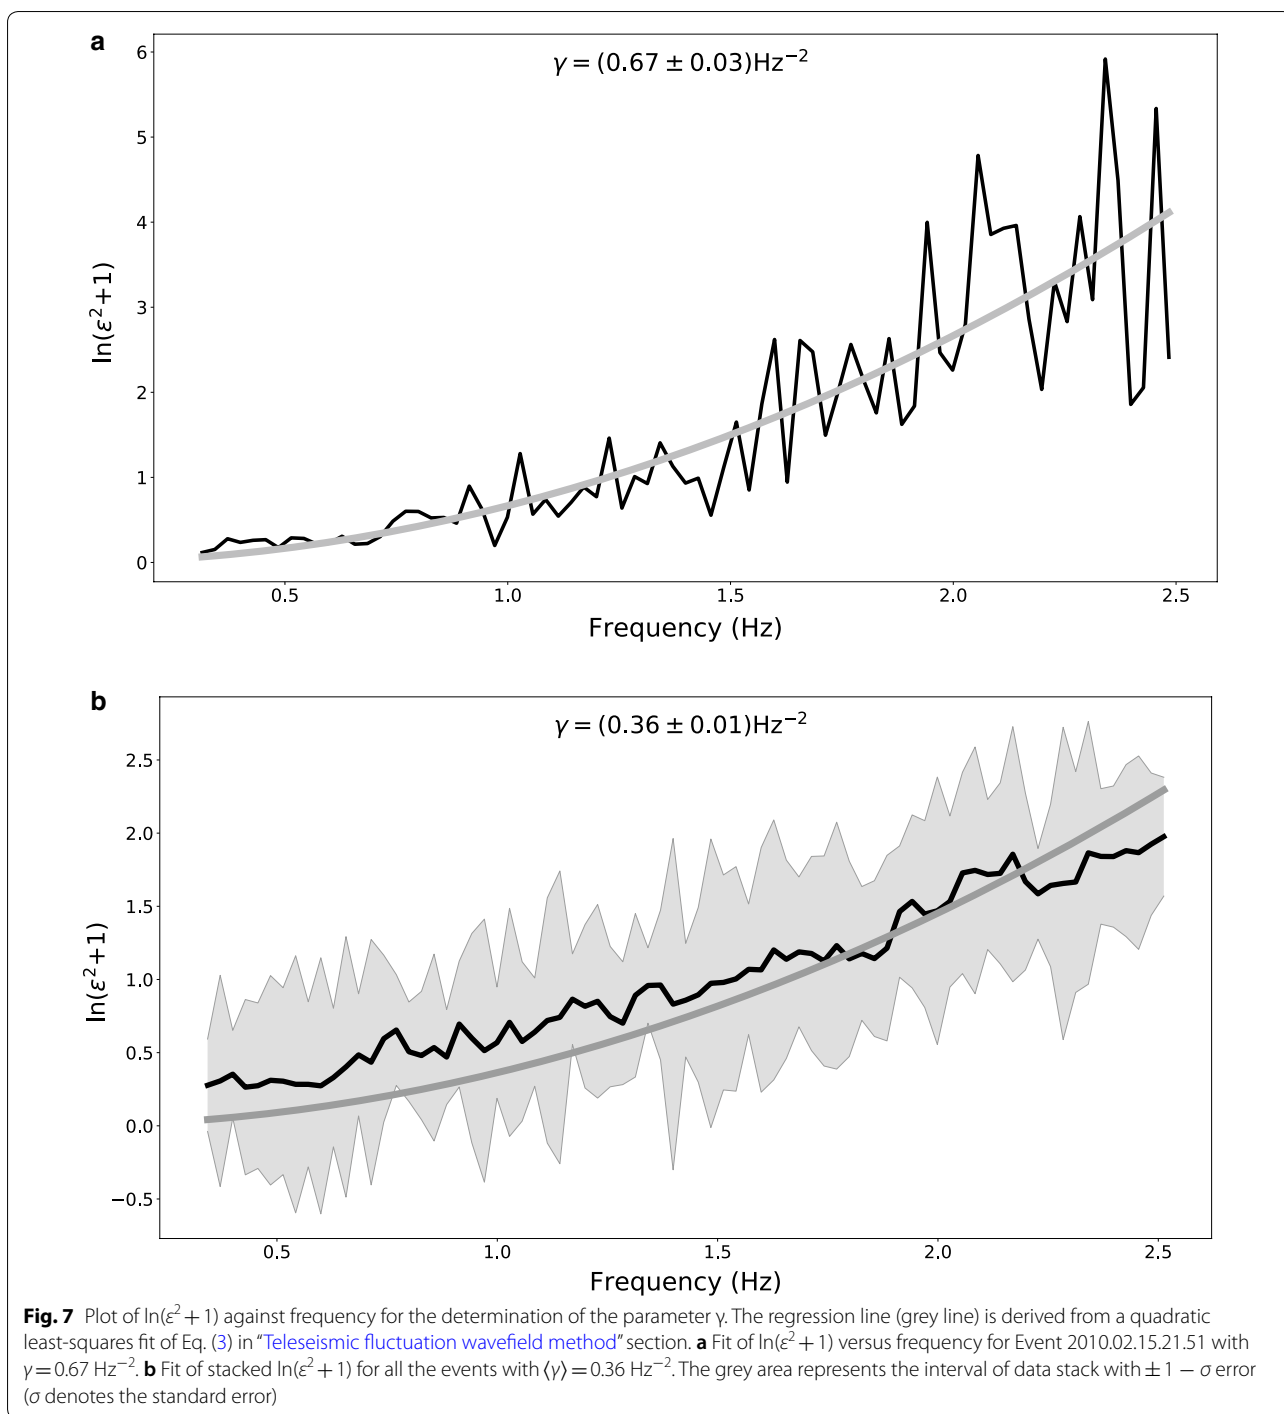 a
γ = (0.67 ± 0.03)Hz⁻²
6
5
4
3
2
1
0
ln(ε²+1)
0.5 1.0 1.5 2.0 2.5
Frequency (Hz)
b
γ = (0.36 ± 0.01)Hz⁻²
2.5
2.0
1.5
1.0
0.5
0.0
−0.5
ln(ε²+1)
0.5 1.0 1.5 2.0 2.5
Frequency (Hz)
Fig. 7 Plot of ln(ε² + 1) against frequency for the determination of the parameter γ. The regression line (grey line) is derived from a quadratic
least-squares fit of Eq. (3) in “Teleseismic fluctuation wavefield method” section. a Fit of ln(ε² + 1) versus frequency for Event 2010.02.15.21.51 with
γ = 0.67 Hz⁻². b Fit of stacked ln(ε² + 1) for all the events with ⟨γ⟩ = 0.36 Hz⁻². The grey area represents the interval of data stack with ± 1 − σ error
(σ denotes the standard error)